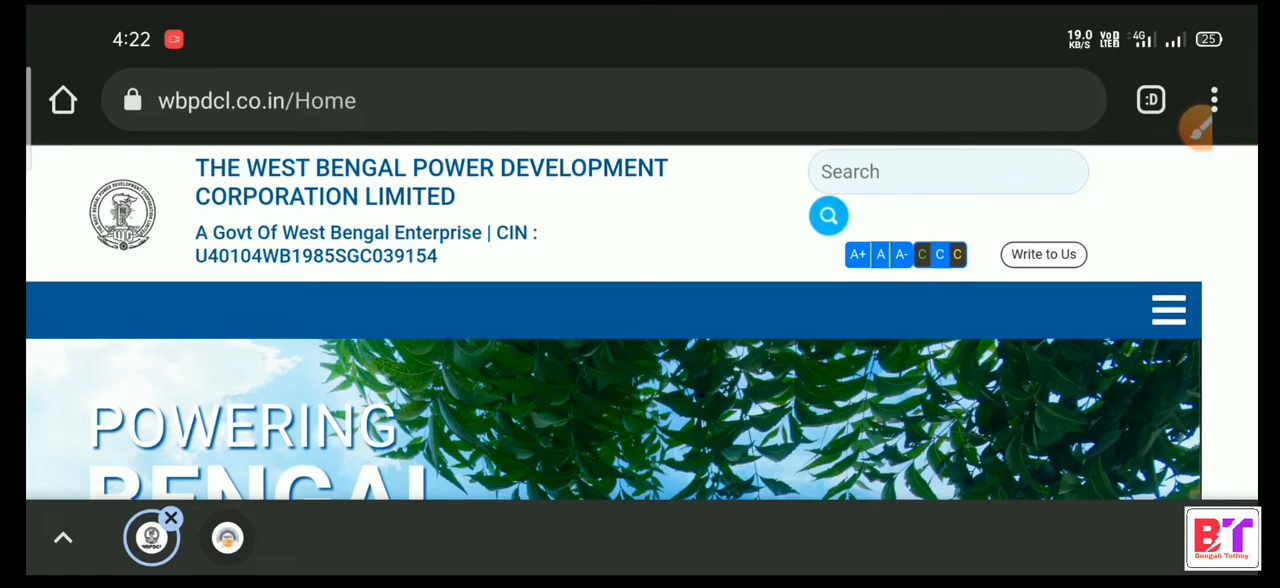 4:22
19.0
KB/S
4G
25
wbpdcl.co.in/Home
:D
THE WEST BENGAL POWER DEVELOPMENT
CORPORATION LIMITED
A Govt Of West Bengal Enterprise | CIN :
U40104WB1985SGC039154
Search
A+ A A- C C C
Write to Us
POWERING
BENGAL
BT
Bengali Tothoy